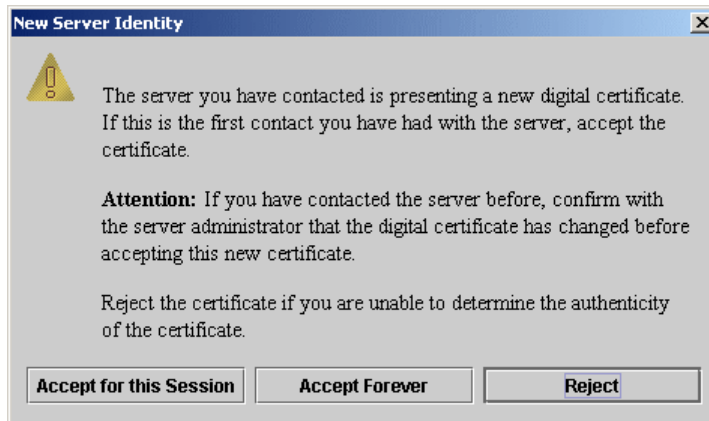 New Server Identity
The server you have contacted is presenting a new digital certificate.
If this is the first contact you have had with the server, accept the
certificate.
Attention: If you have contacted the server before, confirm with
the server administrator that the digital certificate has changed before
accepting this new certificate.
Reject the certificate if you are unable to determine the authenticity
of the certificate.
Accept for this Session
Accept Forever
Reject